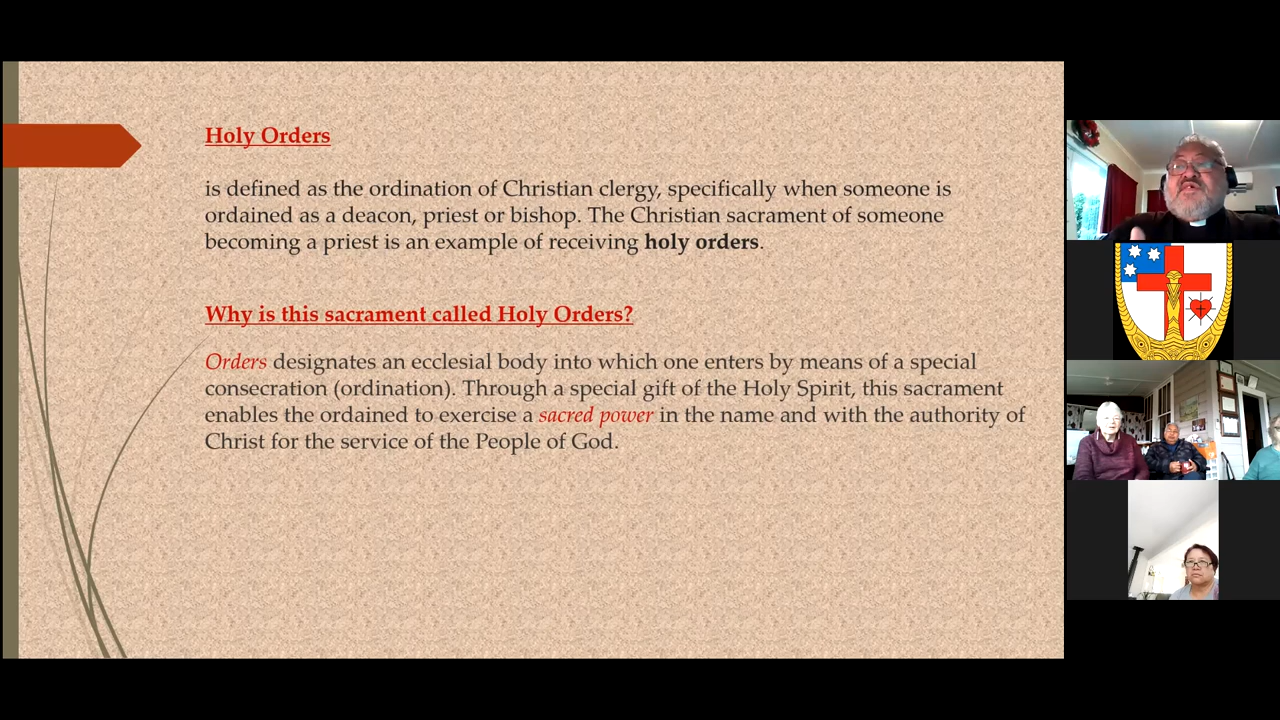 Holy Orders
is defined as the ordination of Christian clergy, specifically when someone is
ordained as a deacon, priest or bishop. The Christian sacrament of someone
becoming a priest is an example of receiving holy orders.
Why is this sacrament called Holy Orders?
Orders designates an ecclesial body into which one enters by means of a special
consecration (ordination). Through a special gift of the Holy Spirit, this sacrament
enables the ordained to exercise a sacred power in the name and with the authority of
Christ for the service of the People of God.